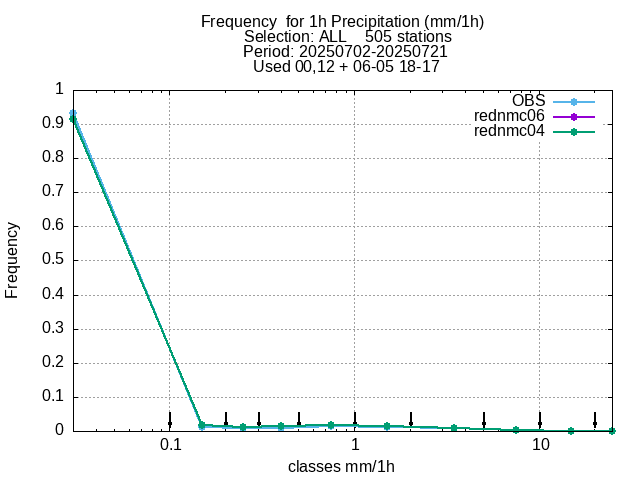 Frequency  for 1h Precipitation (mm/1h)
Selection: ALL    505 stations
Period: 20250702-20250721
Used 00,12 + 06-05 18-17
OBS
rednmc06
rednmc04
1
0.9
0.8
0.7
0.6
0.5
0.4
0.3
0.2
0.1
0
Frequency
0.1 1 10
classes mm/1h